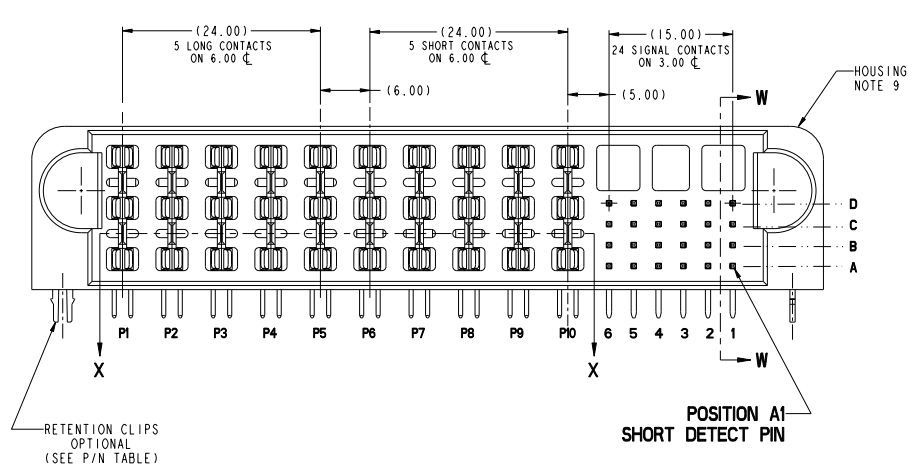 (24.00)
5 LONG CONTACTS
ON 6.00 ℄
(24.00)
5 SHORT CONTACTS
ON 6.00 ℄
(15.00)
24 SIGNAL CONTACTS
ON 3.00 ℄
(6.00)
(5.00)
W
HOUSING
NOTE 9
D
C
B
A
P1 P2 P3 P4 P5 P6 P7 P8 P9 P10 6 5 4 3 2 1
X
X
W
POSITION A1
SHORT DETECT PIN
RETENTION CLIPS
OPTIONAL
(SEE P/N TABLE)